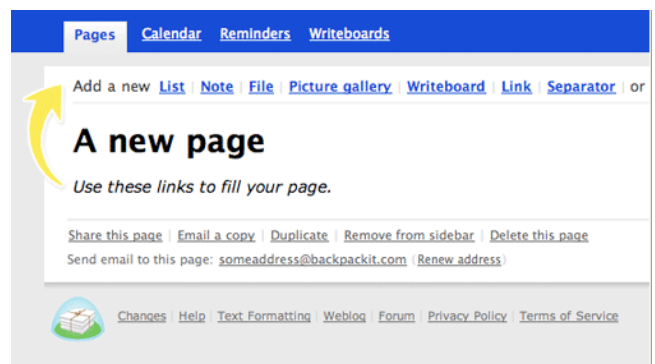 Pages Calendar Reminders Writeboards
Add a new List | Note | File | Picture gallery | Writeboard | Link | Separator | or
A new page
Use these links to fill your page.
Share this page | Email a copy | Duplicate | Remove from sidebar | Delete this page
Send email to this page: someaddress@backpackit.com (Renew address)
Changes | Help | Text Formatting | Weblog | Forum | Privacy Policy | Terms of Service